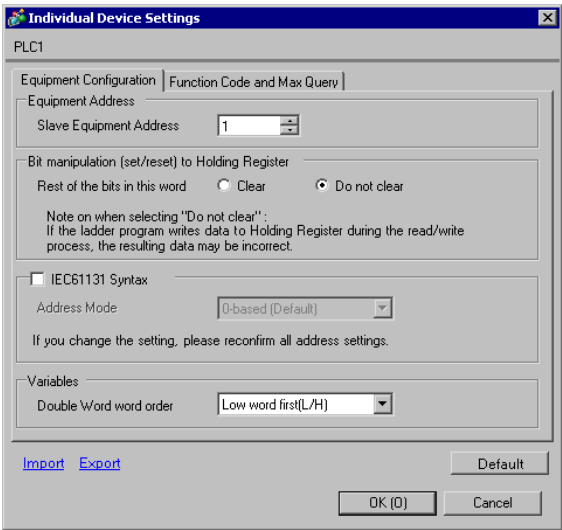 Individual Device Settings
PLC1
Equipment Configuration Function Code and Max Query
Equipment Address
Slave Equipment Address 1
Bit manipulation (set/reset) to Holding Register
Rest of the bits in this word Clear Do not clear
Note on when selecting "Do not clear" :
If the ladder program writes data to Holding Register during the read/write
process, the resulting data may be incorrect.
IEC61131 Syntax
Address Mode 0-based (Default)
If you change the setting, please reconfirm all address settings.
Variables
Double Word word order Low word first(L/H)
Import Export Default
OK (O) Cancel